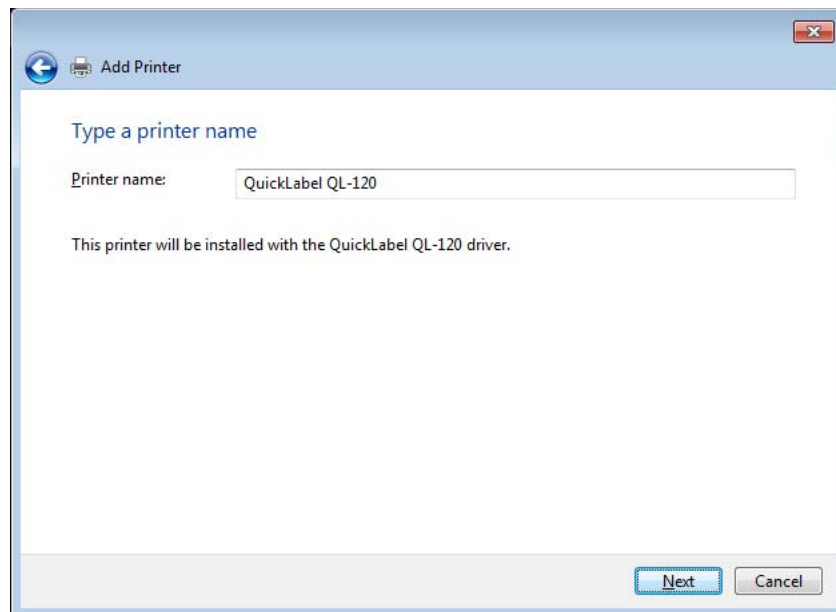 Add Printer
Type a printer name
Printer name: QuickLabel QL-120
This printer will be installed with the QuickLabel QL-120 driver.
Next Cancel